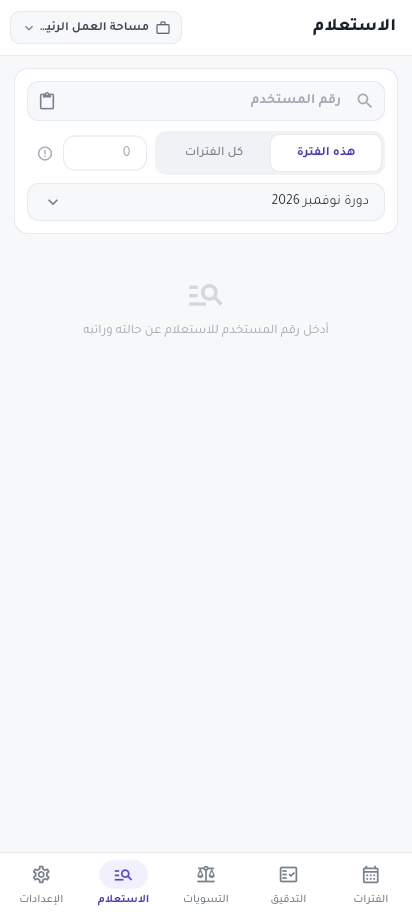 الاستعلام
مساحة العمل الرئيـ...
رقم المستخدم
هذه الفترة
كل الفترات
0
دورة نوفمبر 2026
أدخل رقم المستخدم للاستعلام عن حالته وراتبه
الفترات
التدقيق
التسويات
الاستعلام
الإعدادات